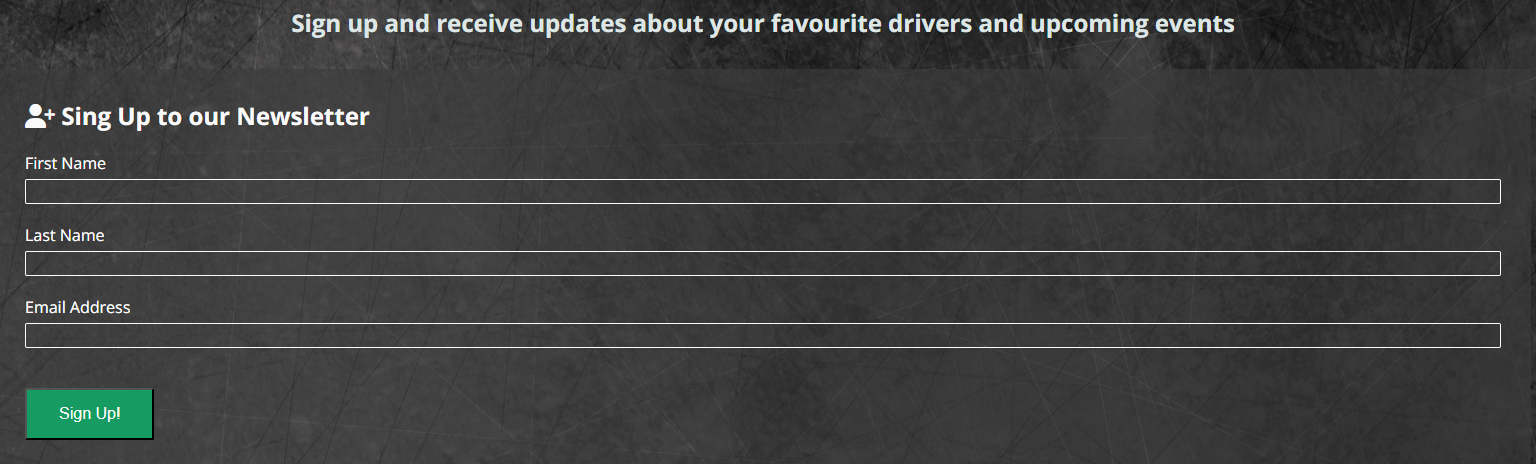 Sign up and receive updates about your favourite drivers and upcoming events
Sing Up to our Newsletter
First Name
Last Name
Email Address
Sign Up!